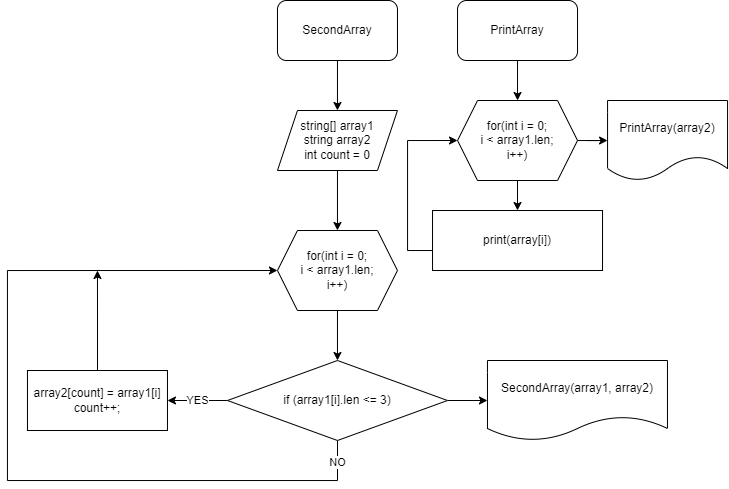 SecondArray
PrintArray
string[] array1
string array2
int count = 0
for(int i = 0;
i < array1.len;
i++)
PrintArray(array2)
print(array[i])
for(int i = 0;
i < array1.len;
i++)
array2[count] = array1[i]
count++;
YES
if (array1[i].len <= 3)
SecondArray(array1, array2)
NO